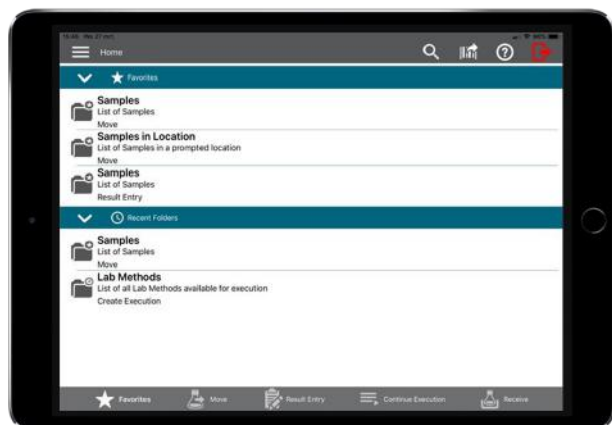 Home
Favorites
Samples
List of Samples
Move
Samples in Location
List of Samples in a prompted location
Move
Samples
List of Samples
Result Entry
Recent Folders
Samples
List of Samples
Move
Lab Methods
List of all Lab Methods available for execution
Create Execution
Favorites Move Result Entry Continue Execution Receive